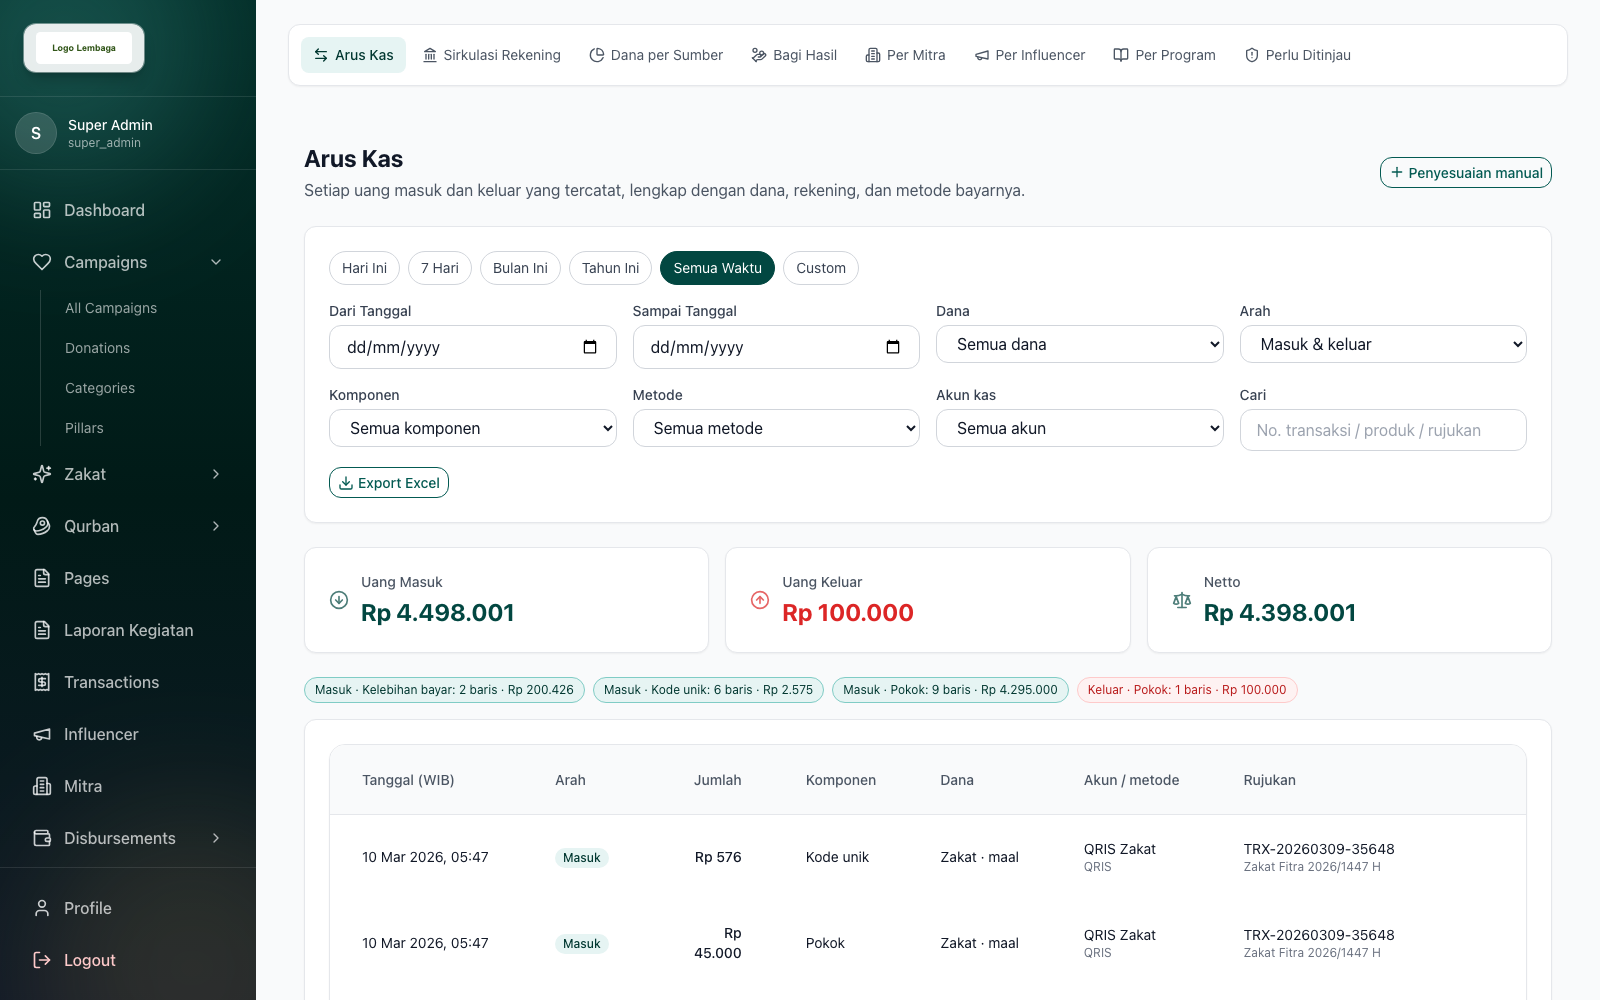 Logo Lembaga
S
Super Admin
super_admin
Dashboard
Campaigns
All Campaigns
Donations
Categories
Pillars
Zakat
Qurban
Pages
Laporan Kegiatan
Transactions
Influencer
Mitra
Disbursements
Profile
Logout
Arus Kas
Sirkulasi Rekening
Dana per Sumber
Bagi Hasil
Per Mitra
Per Influencer
Per Program
Perlu Ditinjau
Arus Kas
Setiap uang masuk dan keluar yang tercatat, lengkap dengan dana, rekening, dan metode bayarnya.
Penyesuaian manual
Hari Ini
7 Hari
Bulan Ini
Tahun Ini
Semua Waktu
Custom
Dari Tanggal
Sampai Tanggal
Dana
Arah
dd/mm/yyyy
dd/mm/yyyy
Semua dana
Masuk & keluar
Komponen
Metode
Akun kas
Cari
Semua komponen
Semua metode
Semua akun
No. transaksi / produk / rujukan
Export Excel
Uang Masuk
Rp 4.498.001
Uang Keluar
Rp 100.000
Netto
Rp 4.398.001
Masuk · Kelebihan bayar: 2 baris · Rp 200.426
Masuk · Kode unik: 6 baris · Rp 2.575
Masuk · Pokok: 9 baris · Rp 4.295.000
Keluar · Pokok: 1 baris · Rp 100.000
Tanggal (WIB)
Arah
Jumlah
Komponen
Dana
Akun / metode
Rujukan
10 Mar 2026, 05:47
Masuk
Rp 576
Kode unik
Zakat · maal
QRIS Zakat
QRIS
TRX-20260309-35648
Zakat Fitra 2026/1447 H
10 Mar 2026, 05:47
Masuk
Rp
45.000
Pokok
Zakat · maal
QRIS Zakat
QRIS
TRX-20260309-35648
Zakat Fitra 2026/1447 H